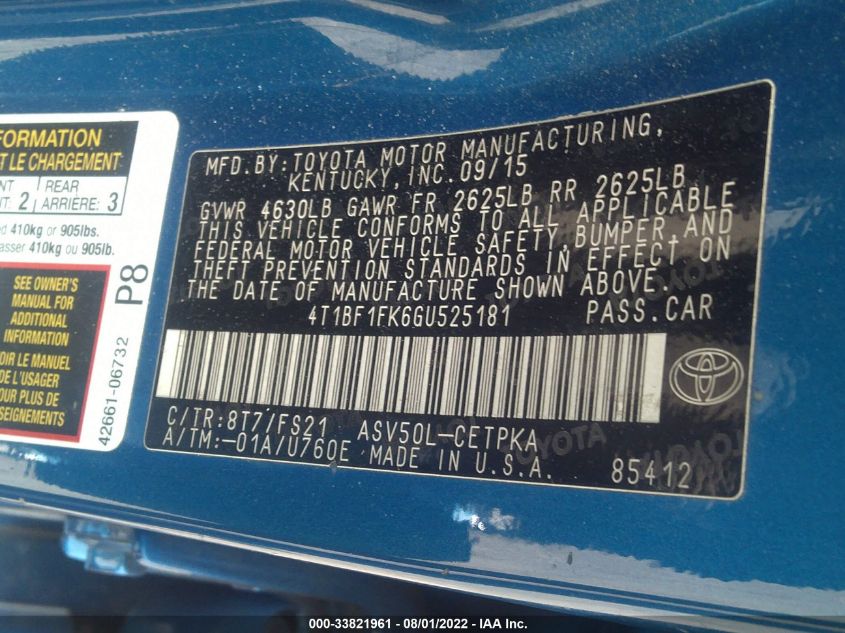 FORMATION
T LE CHARGEMENT
NT REAR
: 2 ARRIÈRE: 3
d 410kg or 905lbs.
asser 410kg ou 905lb.
SEE OWNER'S
MANUAL FOR
ADDITIONAL
INFORMATION
OIR LE MANUEL
DE L'USAGER
POUR PLUS DE
NSEIGNEMENTS
P8
42661-06732
MFD.BY:TOYOTA MOTOR MANUFACTURING,
KENTUCKY,INC.09/15
GVWR 4630LB GAWR FR 2625LB RR 2625LB
THIS VEHICLE CONFORMS TO ALL APPLICABLE
FEDERAL MOTOR VEHICLE SAFETY,BUMPER,AND
THEFT PREVENTION STANDARDS IN EFFECT ON
THE DATE OF MANUFACTURE SHOWN ABOVE.
4T1BF1FK6GU525181 PASS.CAR
C/TR:8T7/FS21 ASV50L-CETPKA
A/TM:-01A/U760E MADE IN U.S.A. 85412
TOYOTA
000-33821961 - 08/01/2022 - IAA Inc.